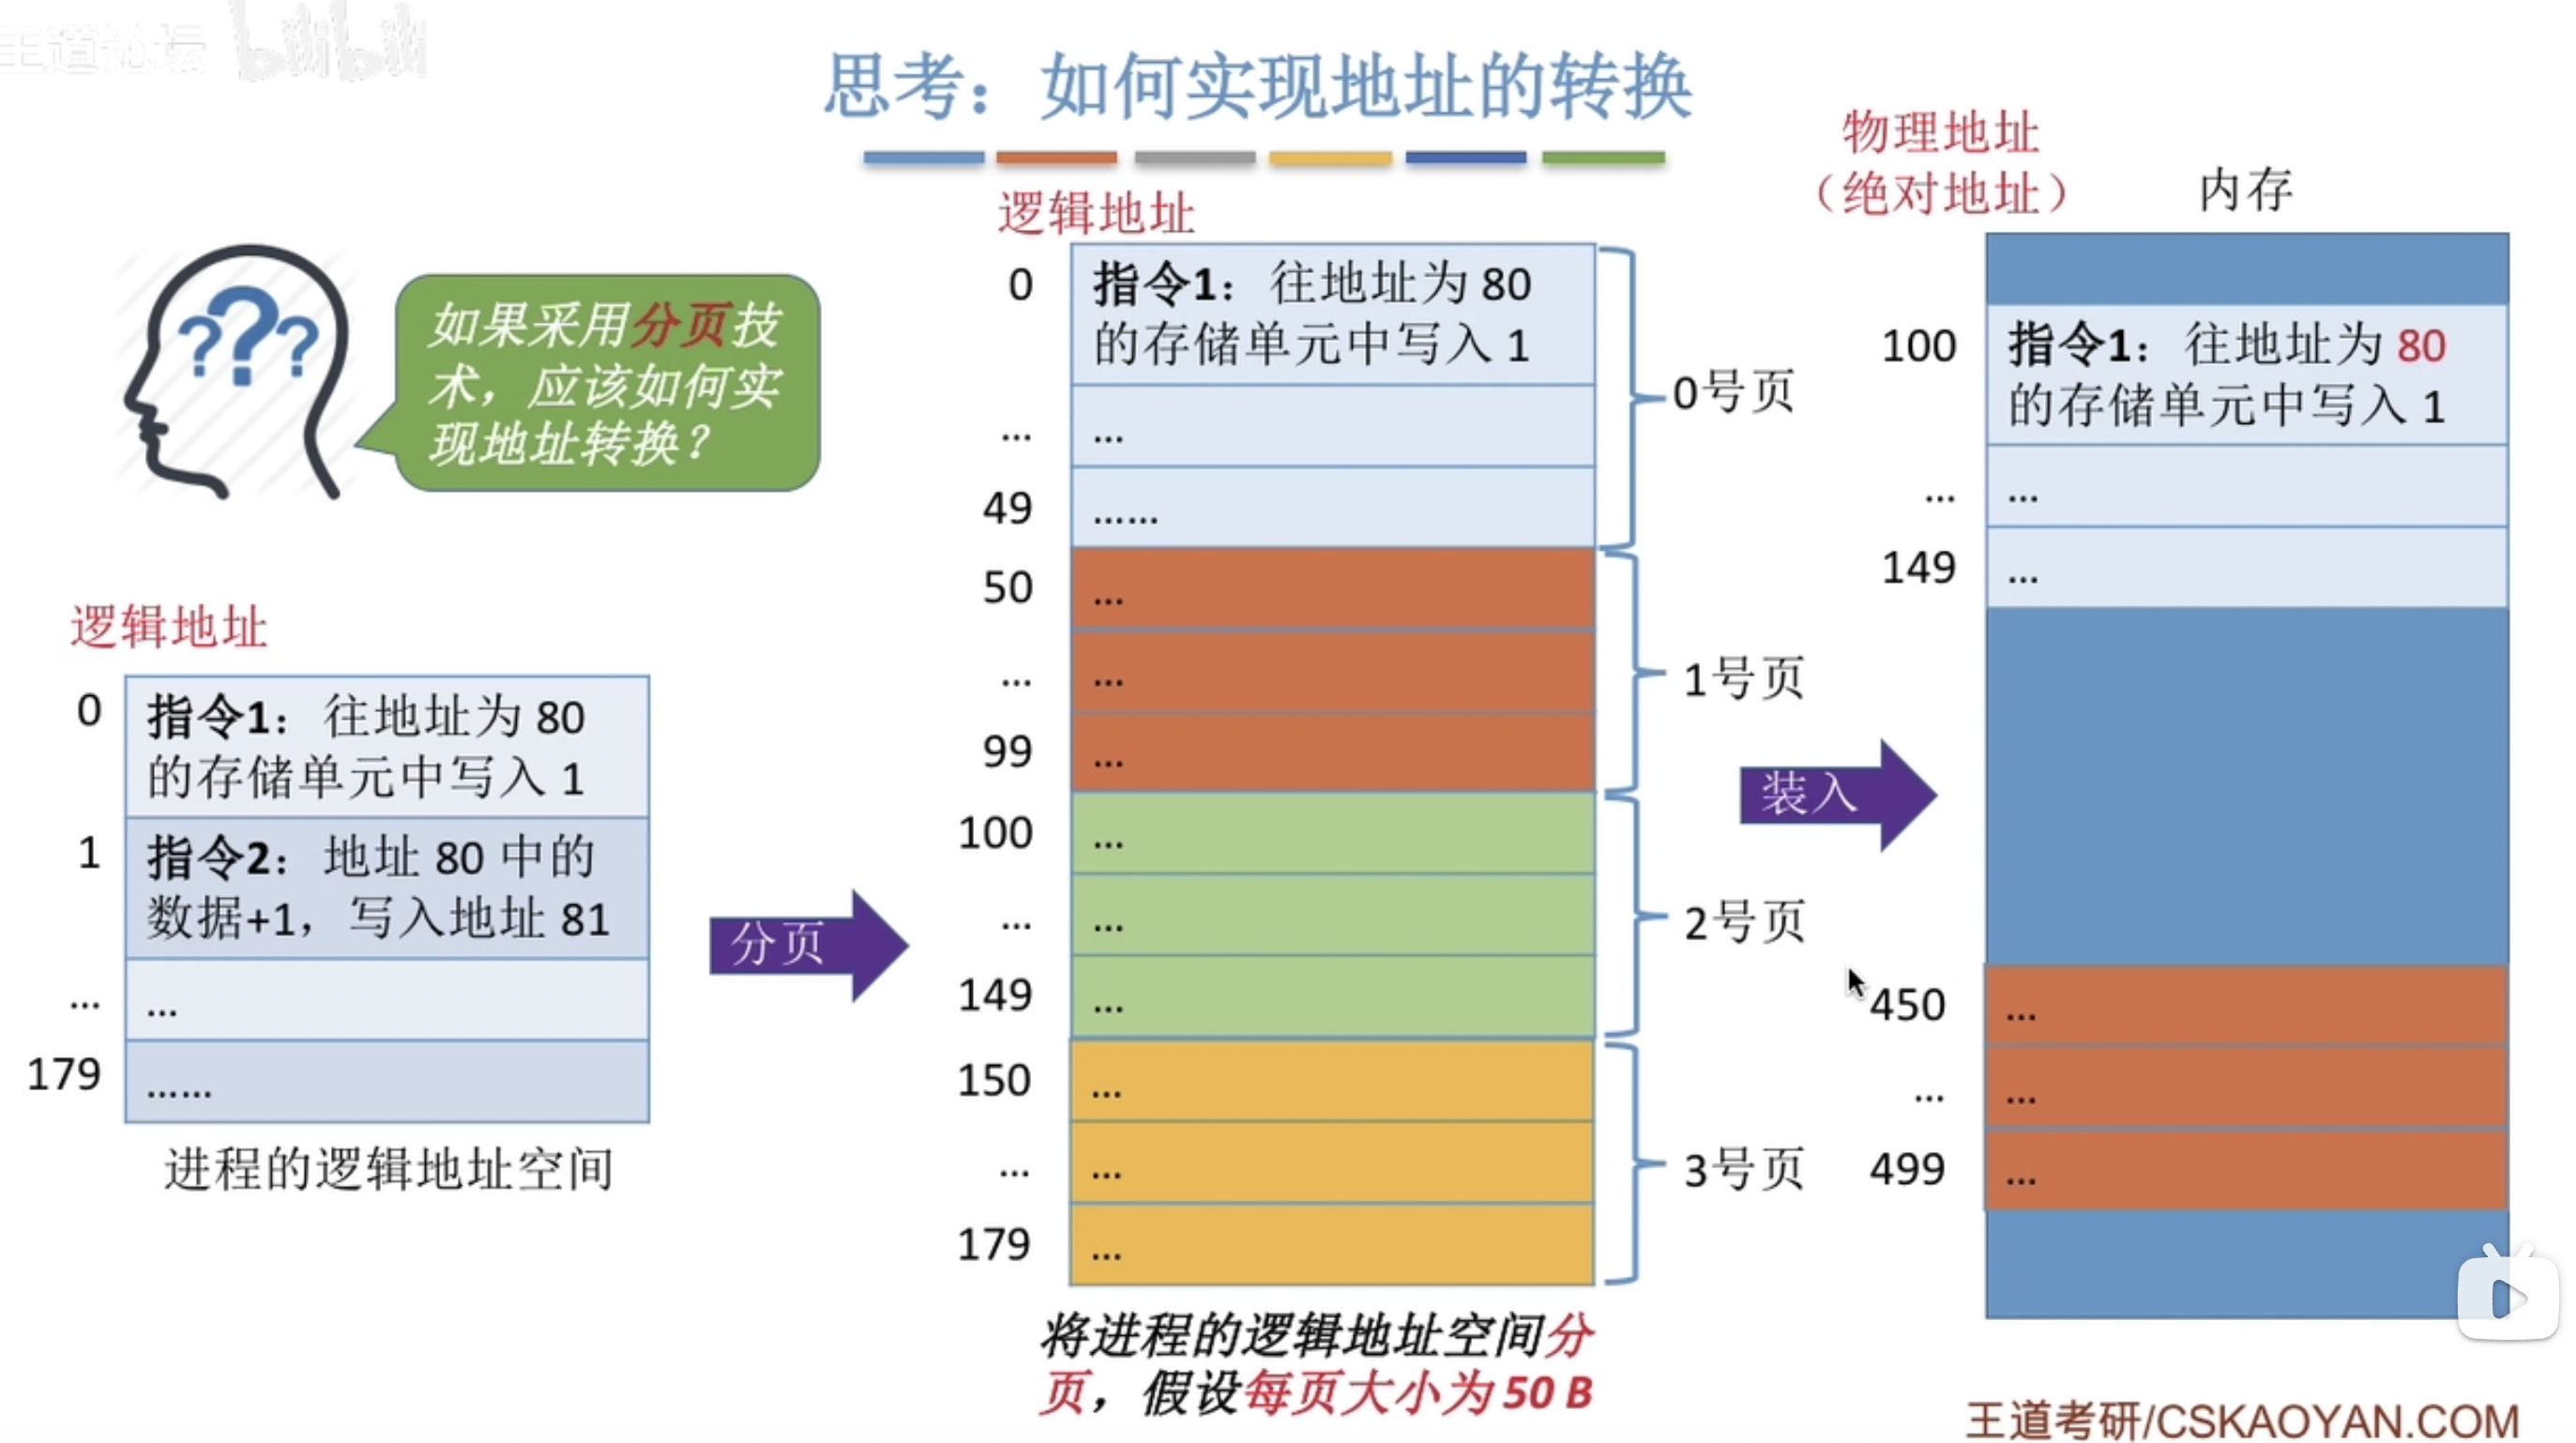 王道论坛 bilibili
思考：如何实现地址的转换
物理地址
（绝对地址）
内存
如果采用分页技
术，应该如何实
现地址转换？
???
逻辑地址
0
指令1：往地址为 80
的存储单元中写入 1
1
指令2：地址 80 中的
数据+1，写入地址 81
... ...
179 ......
进程的逻辑地址空间
分页
逻辑地址
0
指令1：往地址为 80
的存储单元中写入 1
... ...
49 ......
0号页
50 ...
... ...
99 ...
1号页
100 ...
... ...
149 ...
2号页
150 ...
... ...
179 ...
3号页
将进程的逻辑地址空间分
页，假设每页大小为 50 B
装入
100
指令1：往地址为 80
的存储单元中写入 1
... ...
149 ...
450 ...
... ...
499 ...
王道考研/CSKAOYAN.COM